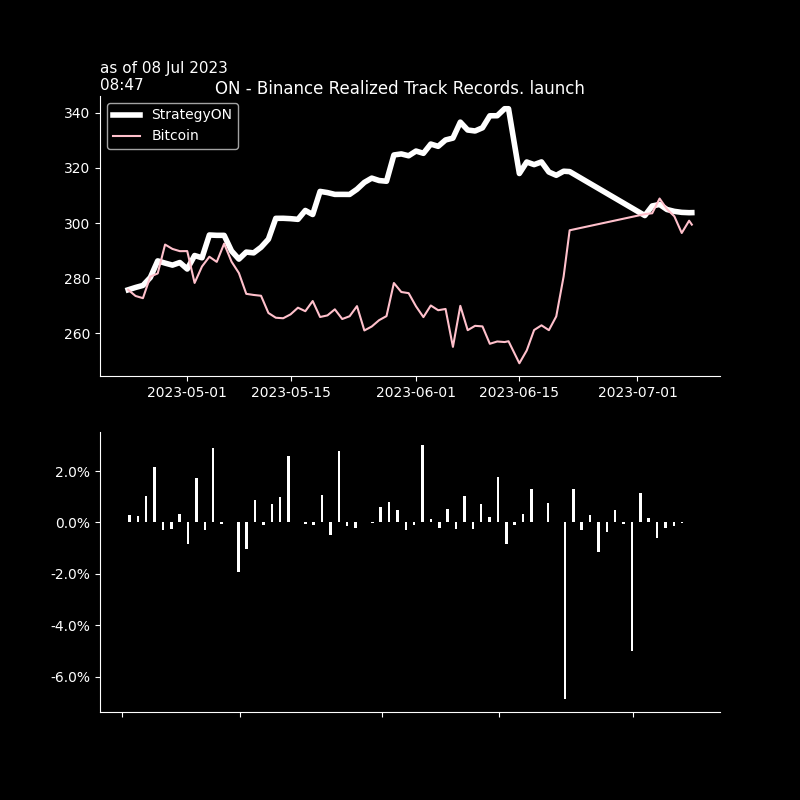 as of 08 Jul 2023
08:47
ON - Binance Realized Track Records. launch
StrategyON
Bitcoin
340
320
300
280
260
2023-05-01 2023-05-15 2023-06-01 2023-06-15 2023-07-01
2.0%
0.0%
-2.0%
-4.0%
-6.0%